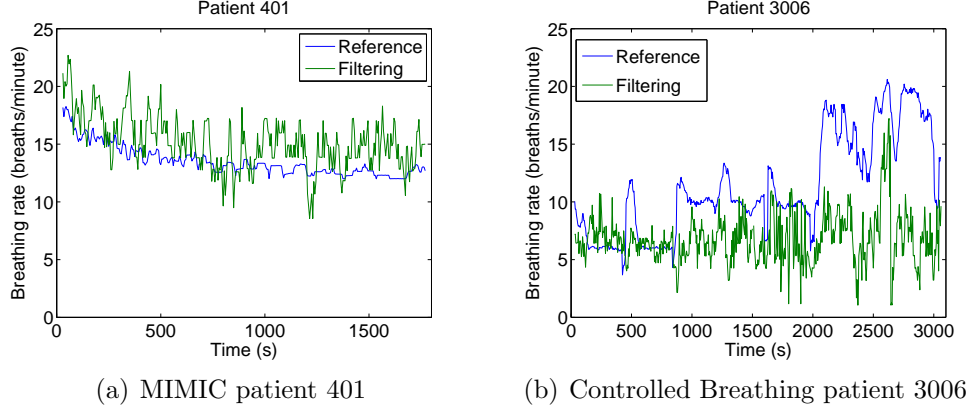 Patient 401
Breathing rate (breaths/minute)
25
20
15
10
5
0
Reference
Filtering
0
500
1000
1500
Time (s)
(a) MIMIC patient 401
Patient 3006
Breathing rate (breaths/minute)
25
20
15
10
5
0
Reference
Filtering
0
500
1000
1500
2000
2500
3000
Time (s)
(b) Controlled Breathing patient 3006